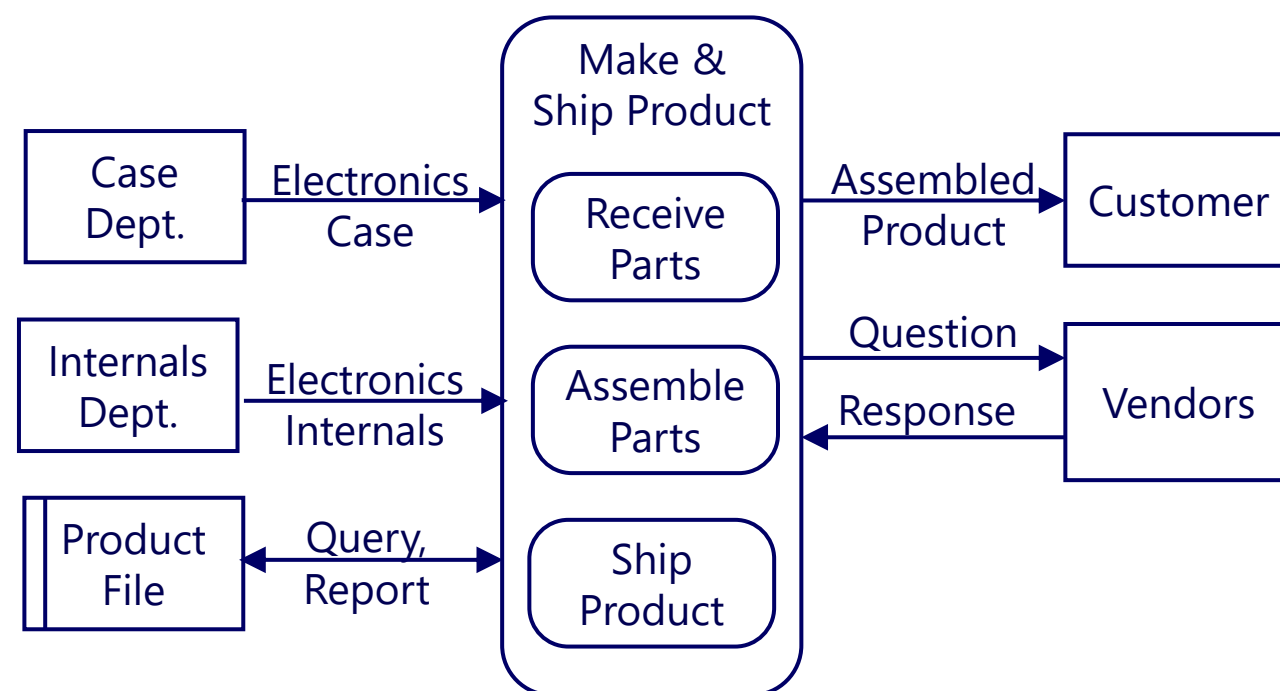 Make &
Ship Product
Case
Dept.
Electronics
Case
Receive
Parts
Assembled
Product
Customer
Internals
Dept.
Electronics
Internals
Assemble
Parts
Question
Response
Vendors
Product
File
Query,
Report
Ship
Product